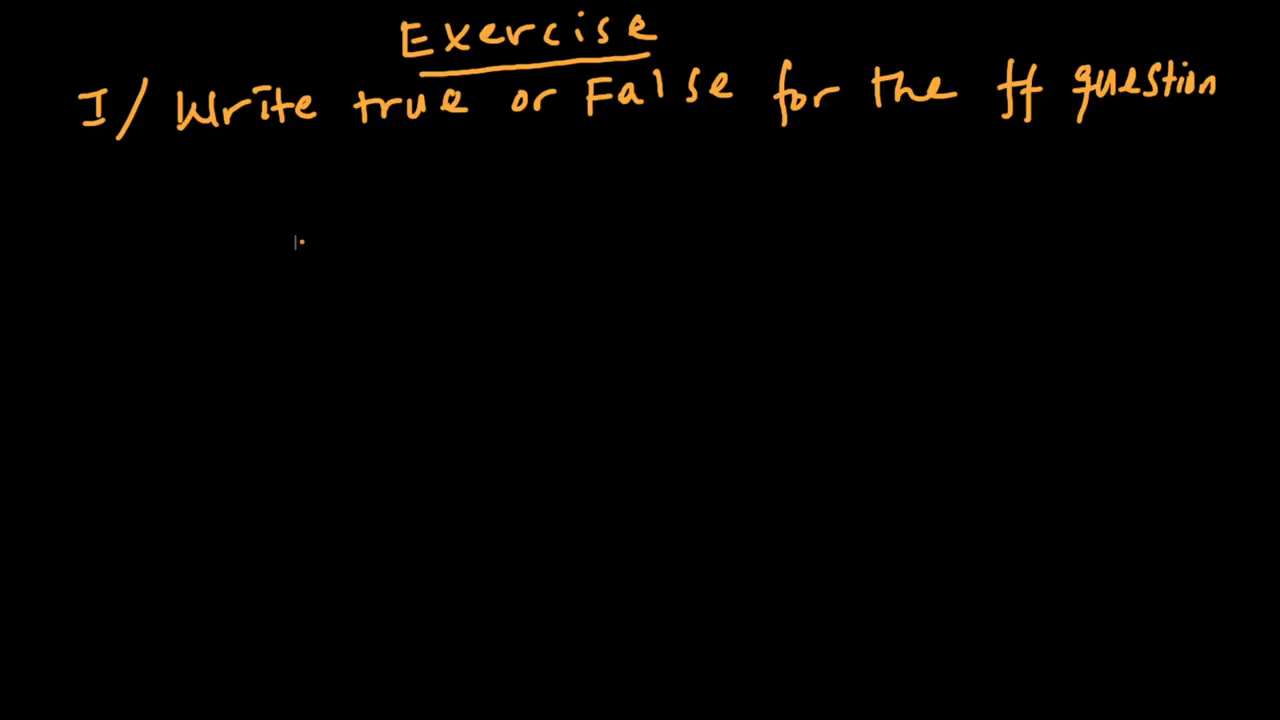 Exercise
I/ Write true or False for the ff question